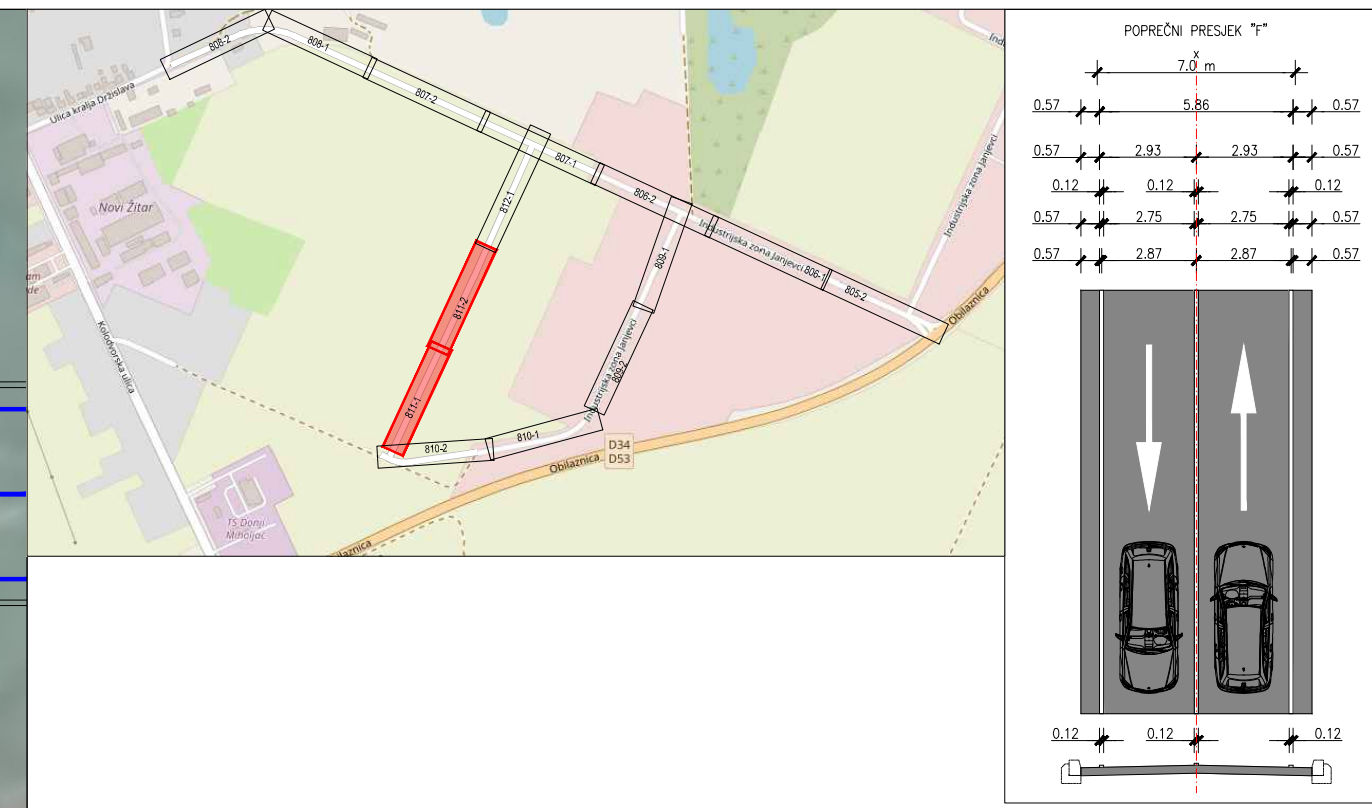 808-2
808-1
807-2
807-1
806-2
806-1
805-2
812-1
811-2
811-1
810-2
810-1
809-1
809-2
Ulica kralja Držislava
Novi Žitar
Kolodvorska ulica
TS Donji
Miholjac
Industrijska zona Janjevci
Industrijska zona Janjevci
Industrijska zona Janjevci
Obilaznica
Obilaznica
D34
D53
POPREČNI PRESJEK "F"
x
7.0 m
0.57 5.86 0.57
0.57 2.93 2.93 0.57
0.12 0.12 0.12
0.57 2.75 2.75 0.57
0.57 2.87 2.87 0.57
0.12 0.12 0.12